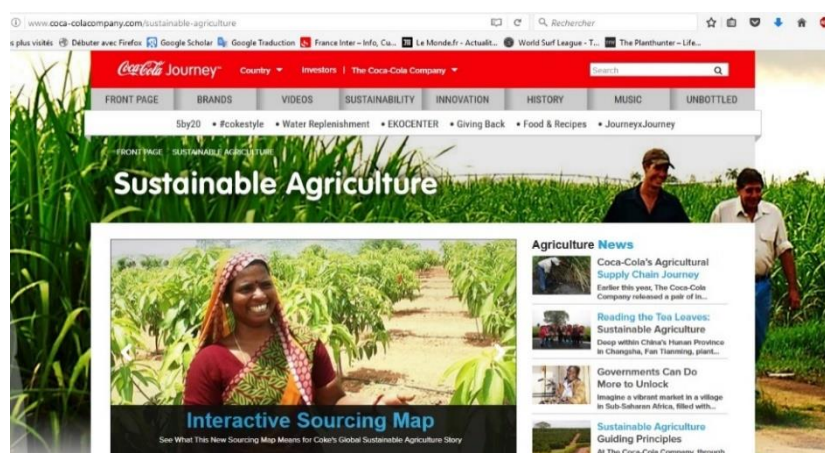 www.coca-colacompany.com/sustainable-agriculture
Rechercher
s plus visités Débuter avec Firefox Google Scholar Google Traduction France Inter – Info, Cu... Le Monde.fr - Actualit... World Surf League - T... The Planthunter – Life...
Coca-Cola Journey Country Investors | The Coca-Cola Company Search
FRONT PAGE BRANDS VIDEOS SUSTAINABILITY INNOVATION HISTORY MUSIC UNBOTTLED
5by20 • #cokestyle • Water Replenishment • EKOCENTER • Giving Back • Food & Recipes • JourneyxJourney
FRONT PAGE SUSTAINABLE AGRICULTURE
Sustainable Agriculture
Interactive Sourcing Map
See What This New Sourcing Map Means for Coke's Global Sustainable Agriculture Story
Agriculture News
Coca-Cola's Agricultural
Supply Chain Journey
Earlier this year, The Coca-Cola
Company released a pair of in...
Reading the Tea Leaves:
Sustainable Agriculture
Deep within China's Hunan Province
in Changsha, Fan Tianming, plant...
Governments Can Do
More to Unlock
Imagine a vibrant market in a village
in Sub-Saharan Africa, filled with...
Sustainable Agriculture
Guiding Principles
At The Coca-Cola Company, through